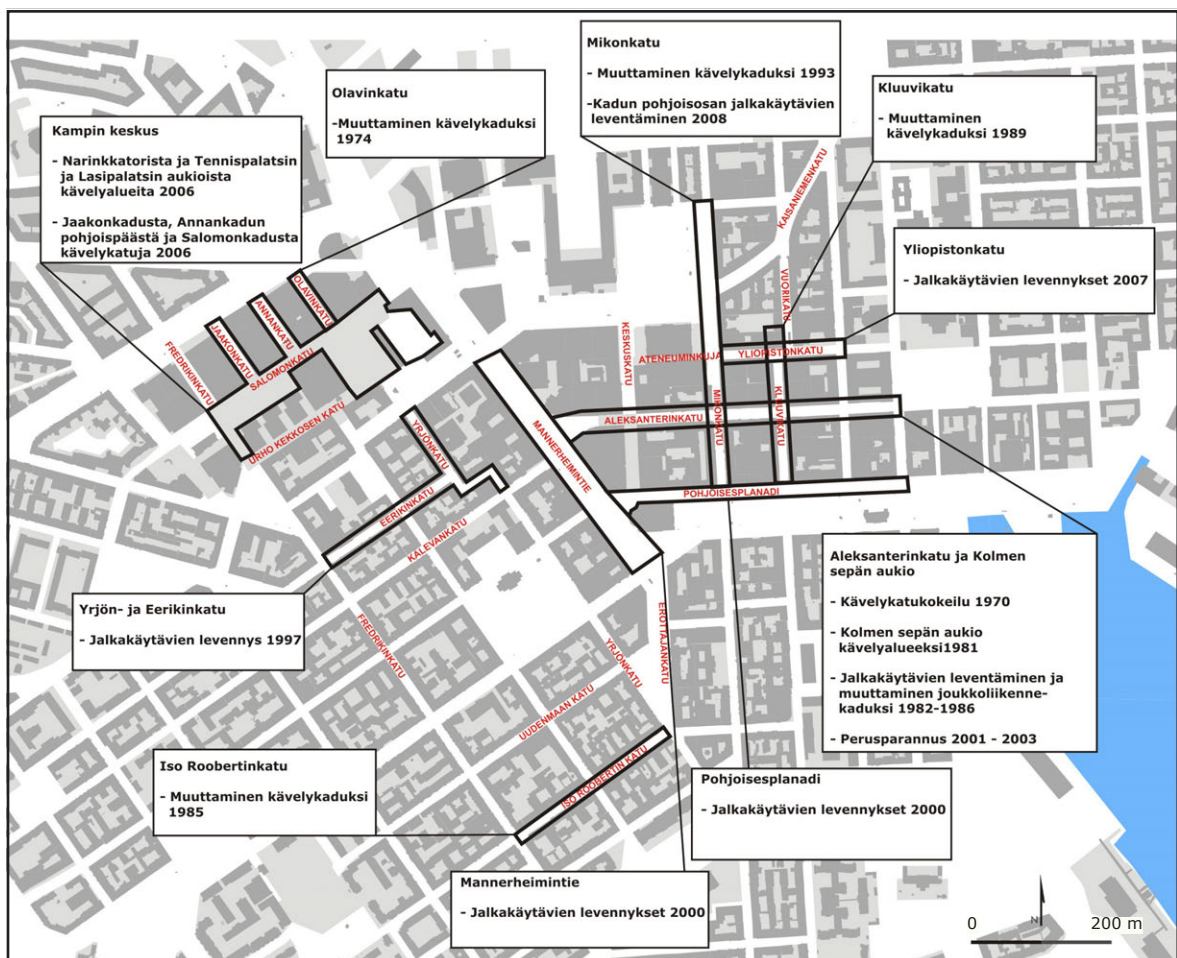 Mikonkatu
- Muuttaminen kävelykaduksi 1993
-Kadun pohjoisosan jalkakäytävien
leventäminen 2008
Olavinkatu
-Muuttaminen kävelykaduksi
1974
Kluuvikatu
- Muuttaminen
kävelykaduksi 1989
Kampin keskus
- Narinkkatorista ja Tennispalatsin
ja Lasipalatsin aukioista
kävelyalueita 2006
- Jaakonkadusta, Annankadun
pohjoispäästä ja Salomonkadusta
kävelykatuja 2006
Yliopistonkatu
- Jalkakäytävien levennykset 2007
KAISANIEMENKATU
VUORIKATU
OLAVINKATU
ANNANKATU
JAAKONKATU
FREDRIKINKATU
SALOMONKATU
URHO KEKKOSEN KATU
KESKUSKATU
ATENEUMINKUJA
YLIOPISTONKATU
MIKONKATU
KLUUVIKATU
ALEKSANTERINKATU
MANNERHEIMINTIE
YRJÖNKATU
EERIKINKATU
KALEVANKATU
POHJOISESPLANADI
Aleksanterinkatu ja Kolmen
sepän aukio
- Kävelykatukokeilu 1970
- Kolmen sepän aukio
kävelyalueeksi1981
- Jalkakäytävien leventäminen ja
muuttaminen joukkoliikenne-
kaduksi 1982-1986
- Perusparannus 2001 - 2003
Yrjön- ja Eerikinkatu
- Jalkakäytävien levennys 1997
FREDRIKINKATU
YRJÖNKATU
EROTTAJANKATU
UUDENMAAN KATU
ISO ROOBERTIN KATU
Iso Roobertinkatu
- Muuttaminen kävelykaduksi
1985
Pohjoisesplanadi
- Jalkakäytävien levennykset 2000
Mannerheimintie
- Jalkakäytävien levennykset 2000
0 N 200 m